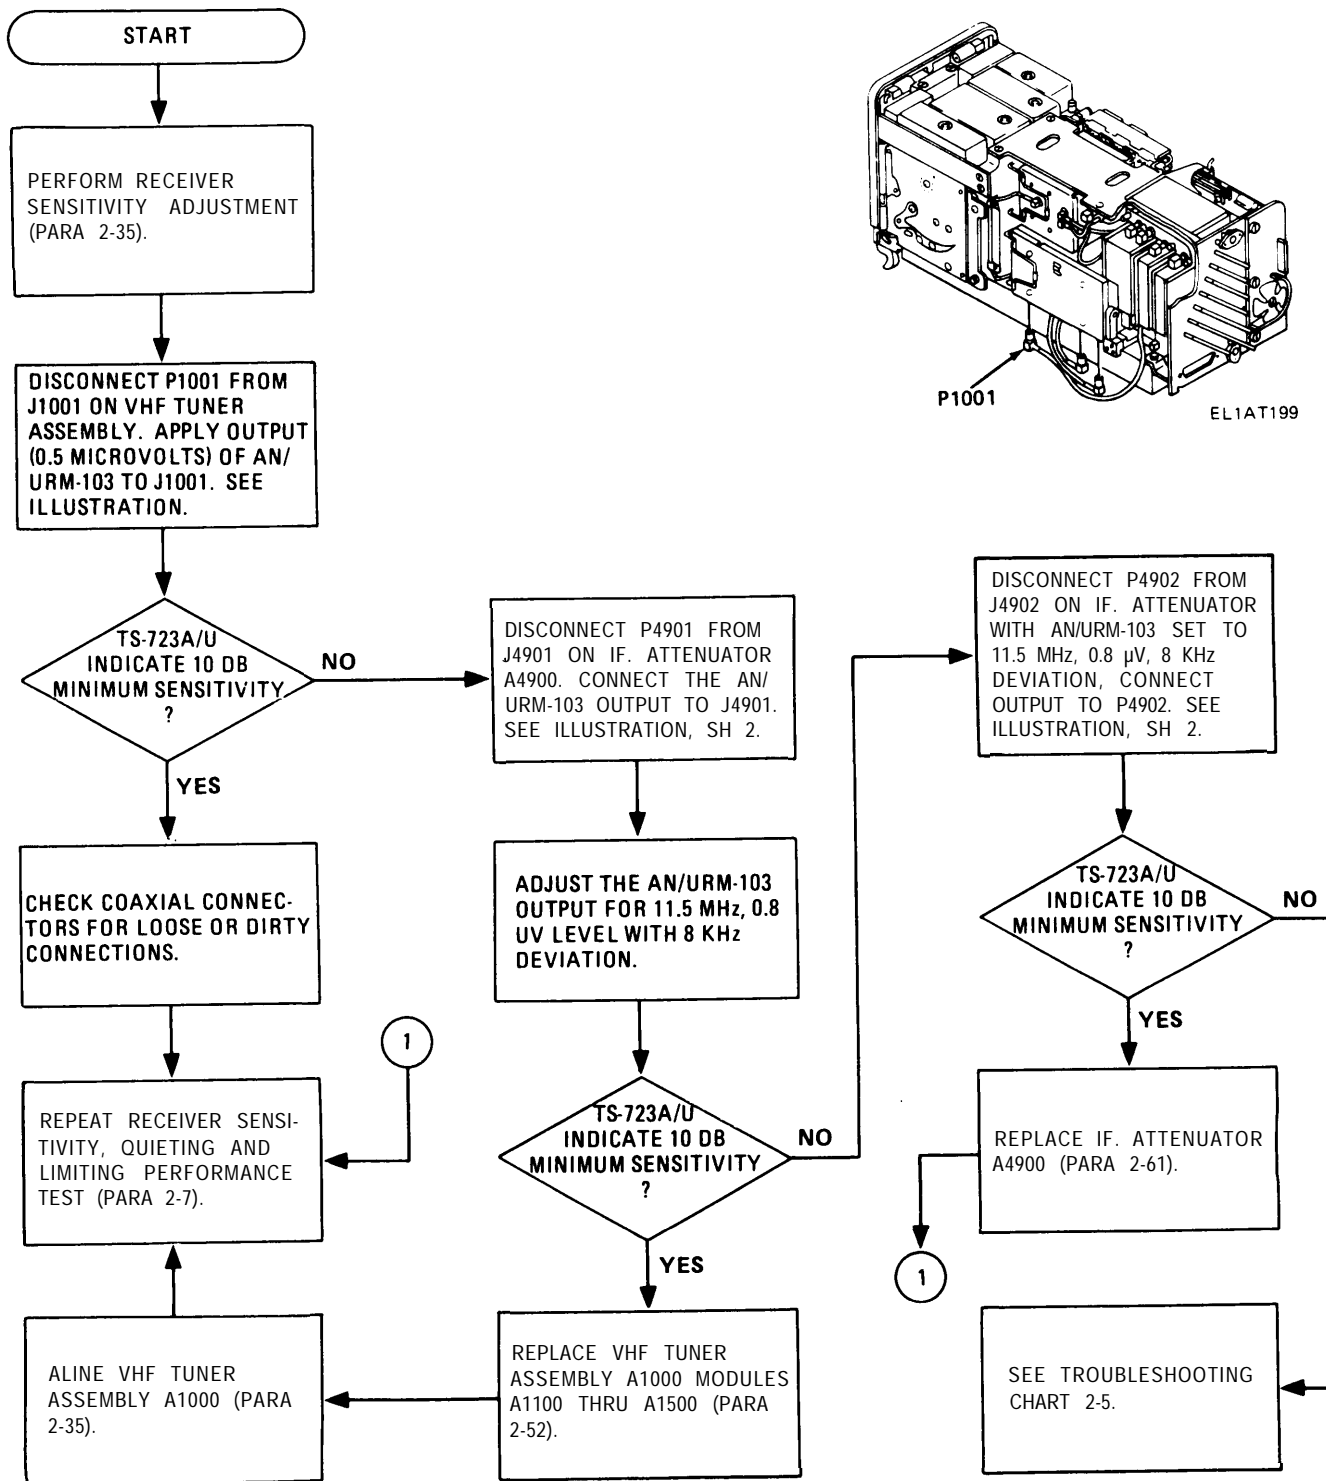 START
PERFORM RECEIVER
SENSITIVITY ADJUSTMENT
(PARA 2-35).
DISCONNECT P1001 FROM
J1001 ON VHF TUNER
ASSEMBLY. APPLY OUTPUT
(0.5 MICROVOLTS) OF AN/
URM-103 TO J1001. SEE
ILLUSTRATION.
TS-723A/U
INDICATE 10 DB
MINIMUM SENSITIVITY
?
NO
YES
CHECK COAXIAL CONNEC-
TORS FOR LOOSE OR DIRTY
CONNECTIONS.
REPEAT RECEIVER SENSI-
TIVITY, QUIETING AND
LIMITING PERFORMANCE
TEST (PARA 2-7).
1
ALINE VHF TUNER
ASSEMBLY A1000 (PARA
2-35).
DISCONNECT P4901 FROM
J4901 ON IF. ATTENUATOR
A4900. CONNECT THE AN/
URM-103 OUTPUT TO J4901.
SEE ILLUSTRATION, SH 2.
ADJUST THE AN/URM-103
OUTPUT FOR 11.5 MHz, 0.8
UV LEVEL WITH 8 KHz
DEVIATION.
TS-723A/U
INDICATE 10 DB
MINIMUM SENSITIVITY
?
NO
YES
REPLACE VHF TUNER
ASSEMBLY A1000 MODULES
A1100 THRU A1500 (PARA
2-52).
P1001
EL1AT199
DISCONNECT P4902 FROM
J4902 ON IF. ATTENUATOR
WITH AN/URM-103 SET TO
11.5 MHz, 0.8 µV, 8 KHz
DEVIATION, CONNECT
OUTPUT TO P4902. SEE
ILLUSTRATION, SH 2.
TS-723A/U
INDICATE 10 DB
MINIMUM SENSITIVITY
?
NO
YES
REPLACE IF. ATTENUATOR
A4900 (PARA 2-61).
1
SEE TROUBLESHOOTING
CHART 2-5.